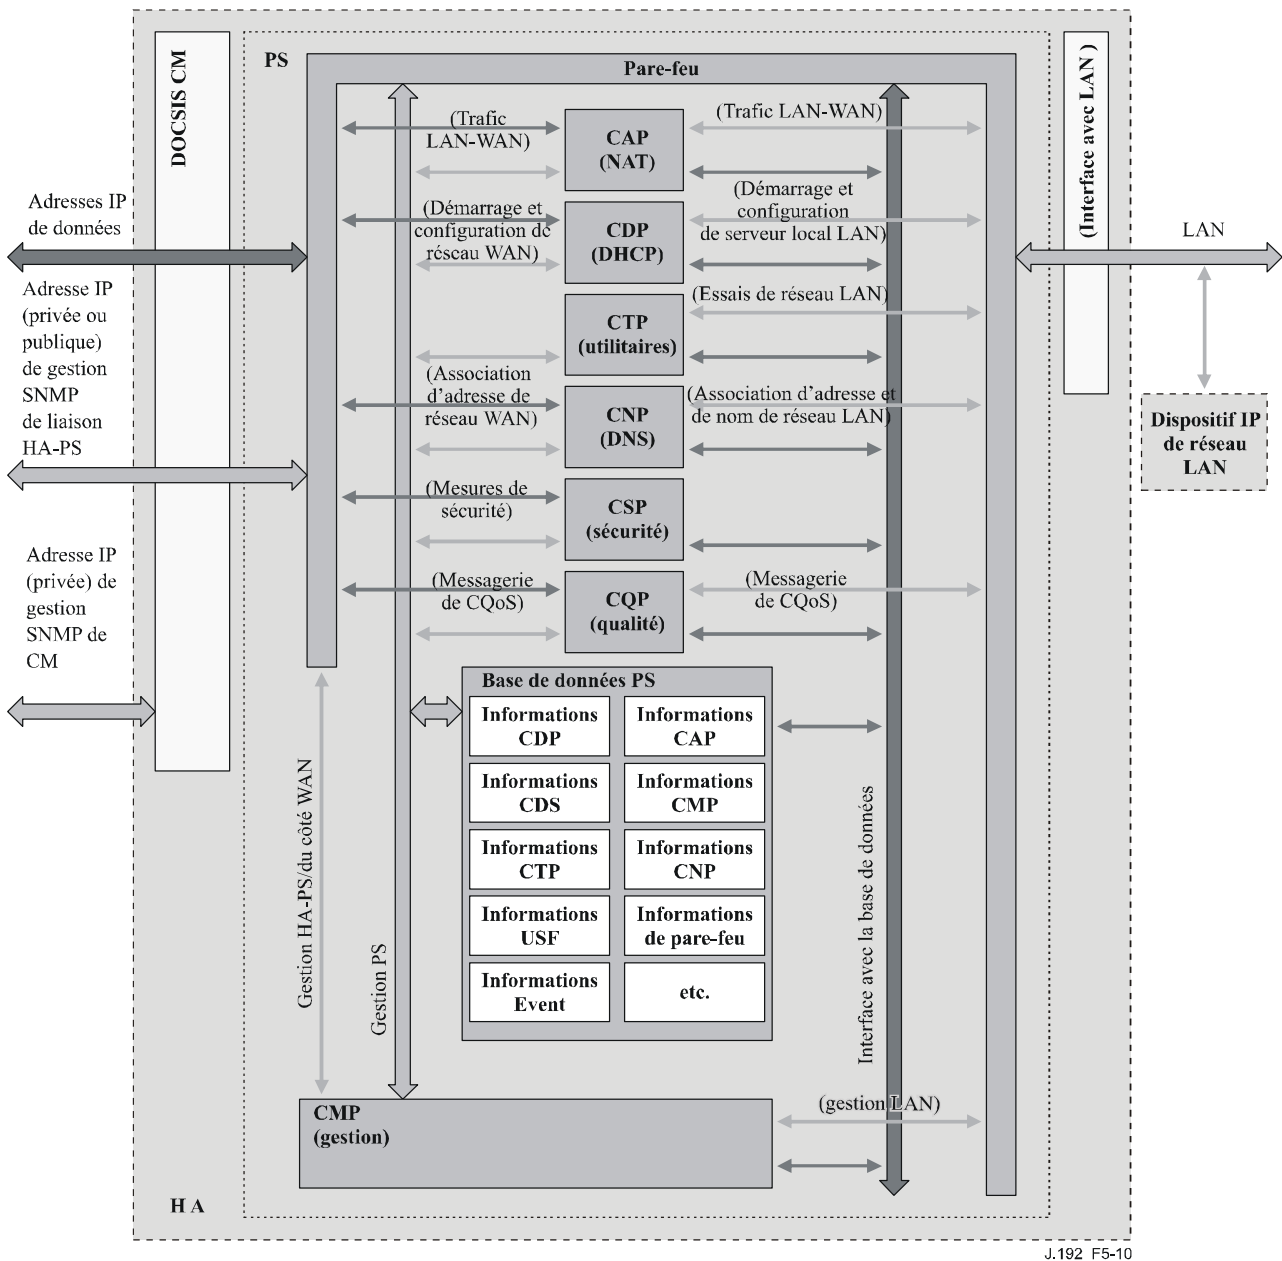 PS
Pare-feu
DOCSIS CM
(Interface avec LAN )
(Trafic
LAN-WAN)
CAP
(NAT)
(Trafic LAN-WAN)
Adresses IP
de données
(Démarrage et
configuration de
réseau WAN)
CDP
(DHCP)
(Démarrage et
configuration
de serveur local LAN)
LAN
Adresse IP
(privée ou
publique)
de gestion
SNMP
de liaison
HA-PS
CTP
(utilitaires)
(Essais de réseau LAN)
(Association
d'adresse de
réseau WAN)
CNP
(DNS)
(Association d'adresse et
de nom de réseau LAN)
Dispositif IP
de réseau
LAN
(Mesures de
sécurité)
CSP
(sécurité)
Adresse IP
(privée) de
gestion
SNMP de
CM
(Messagerie
de CQoS)
CQP
(qualité)
(Messagerie
de CQoS)
Base de données PS
Informations
CDP
Informations
CAP
Informations
CDS
Informations
CMP
Informations
CTP
Informations
CNP
Informations
USF
Informations
de pare-feu
Informations
Event
etc.
Gestion HA-PS/du côté WAN
Gestion PS
Interface avec la base de données
CMP
(gestion)
(gestion LAN)
H A
J.192 F5-10